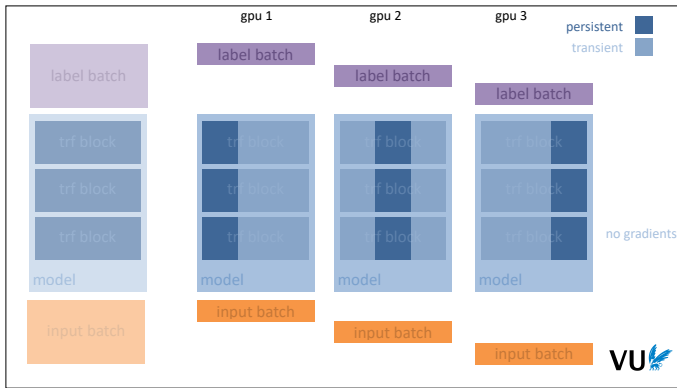 gpu 1
gpu 2
gpu 3
persistent
transient
label batch
label batch
label batch
label batch
trf block
trf block
trf block
trf block
trf block
trf block
trf block
trf block
trf block
trf block
trf block
trf block
no gradients
model
model
model
model
input batch
input batch
input batch
input batch
VU